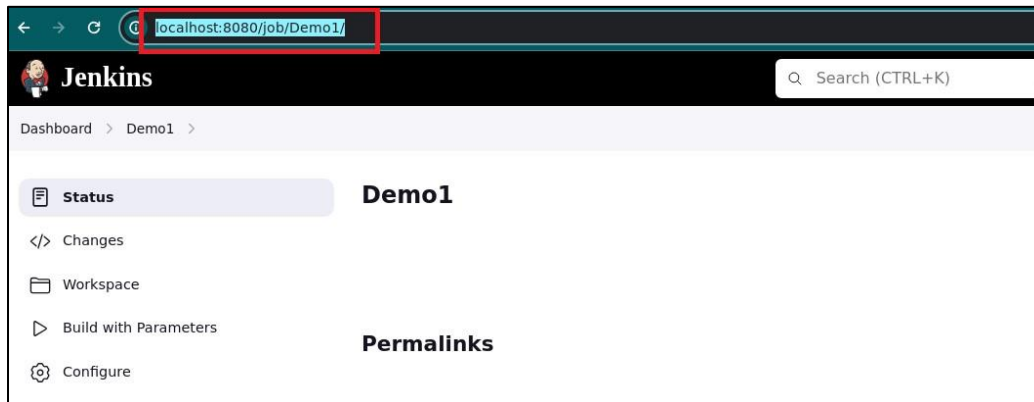 localhost:8080/job/Demo1/
Jenkins
Search (CTRL+K)
Dashboard > Demo1 >
Status
Demo1
</> Changes
Workspace
Build with Parameters
Permalinks
Configure